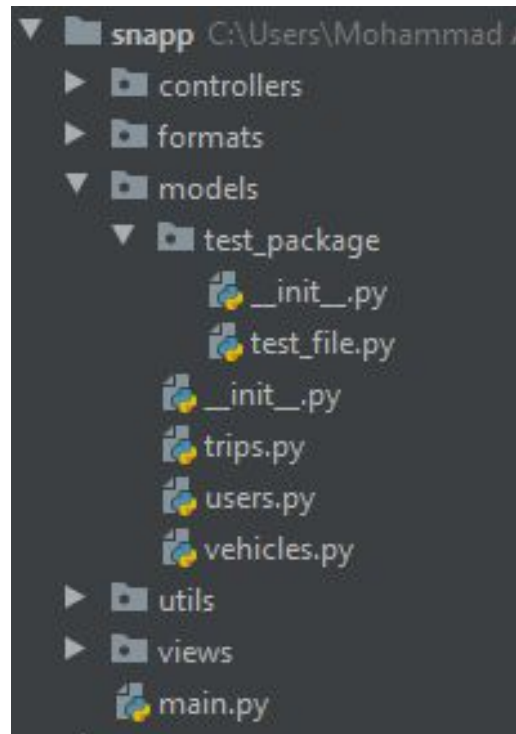 snapp C:\Users\Mohammad
controllers
formats
models
test_package
__init__.py
test_file.py
__init__.py
trips.py
users.py
vehicles.py
utils
views
main.py